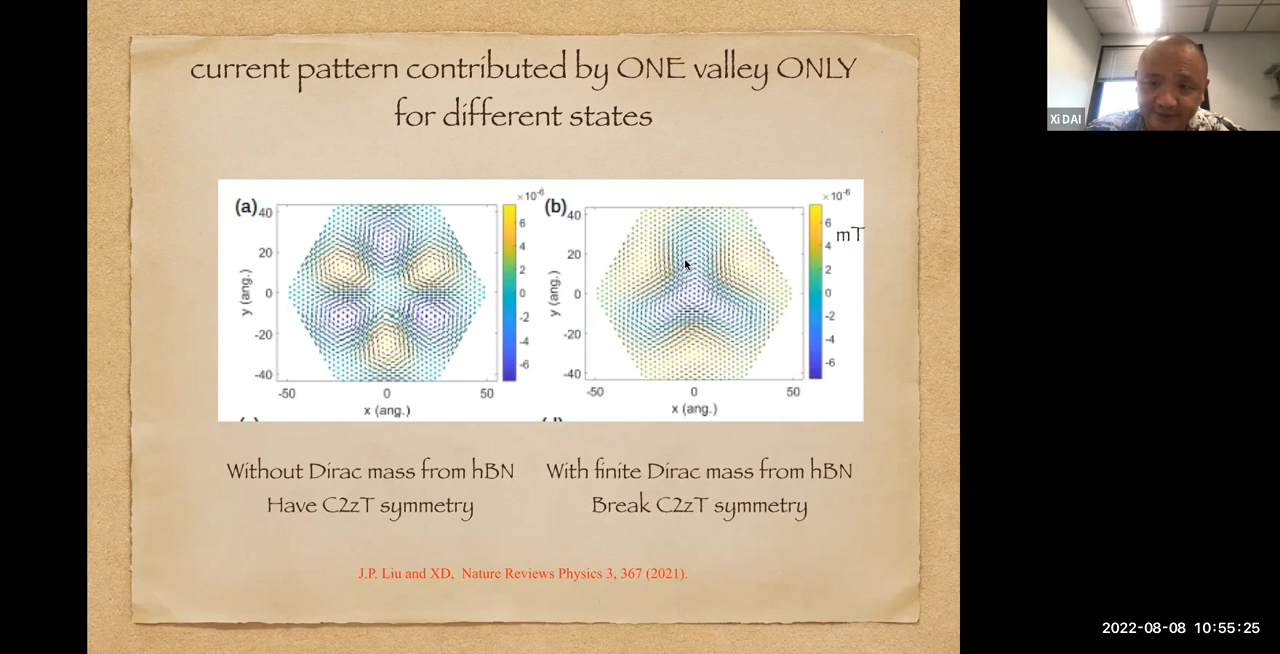 current pattern contributed by ONE valley ONLY
for different states
(a)
40
20
0
-20
-40
y (ang.)
-50
0
50
x (ang.)
×10⁻⁶
6
4
2
0
-2
-4
-6
(b)
40
20
0
-20
-40
y (ang.)
-50
0
50
x (ang.)
×10⁻⁶
6
4
2
0
-2
-4
-6
mT
Without Dirac mass from hBN
Have C2zT symmetry
With finite Dirac mass from hBN
Break C2zT symmetry
J.P. Liu and XD, Nature Reviews Physics 3, 367 (2021).
Xi DAI
2022-08-08 10:55:25